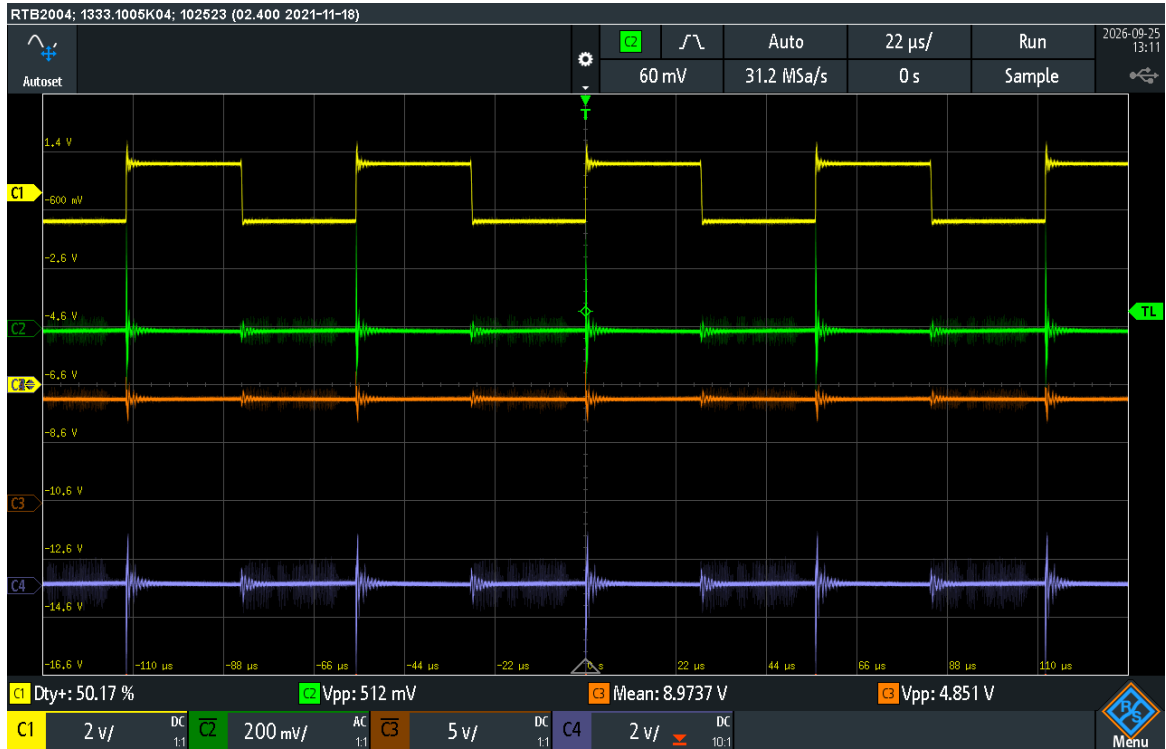 RTB2004; 1333.1005K04; 102523 (02.400 2021-11-18)
Autoset
C2 Auto 22 µs/ Run
60 mV 31.2 MSa/s 0 s Sample
2026-09-25
13:11
T
1.4 V
C1
-600 mV
-2.6 V
-4.6 V
C2
TL
-6.6 V
-8.6 V
-10.6 V
C3
-12.6 V
C4
-14.6 V
-16.6 V -110 µs -88 µs -66 µs -44 µs -22 µs 0 s 22 µs 44 µs 66 µs 88 µs 110 µs
C1 Dty+: 50.17 % C2 Vpp: 512 mV C3 Mean: 8.9737 V C3 Vpp: 4.851 V
C1 2 V/ DC 1:1 C2 200 mV/ AC 1:1 C3 5 V/ DC 1:1 C4 2 V/ DC 10:1
R S
Menu